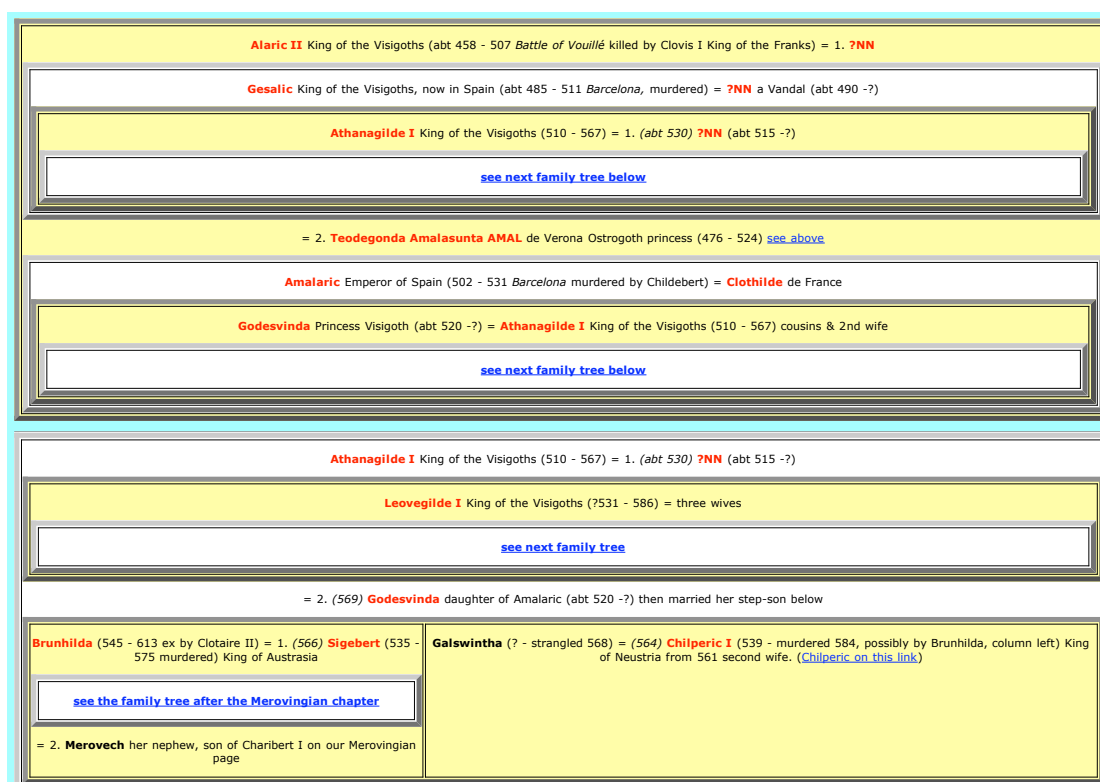 Alaric II King of the Visigoths (abt 458 - 507 Battle of Vouillé killed by Clovis I King of the Franks) = 1. ?NN
Gesalic King of the Visigoths, now in Spain (abt 485 - 511 Barcelona, murdered) = ?NN a Vandal (abt 490 -?)
Athanagilde I King of the Visigoths (510 - 567) = 1. (abt 530) ?NN (abt 515 -?)
see next family tree below
= 2. Teodegonda Amalasunta AMAL de Verona Ostrogoth princess (476 - 524) see above
Amalaric Emperor of Spain (502 - 531 Barcelona murdered by Childebert) = Clothilde de France
Godesvinda Princess Visigoth (abt 520 -?) = Athanagilde I King of the Visigoths (510 - 567) cousins & 2nd wife
see next family tree below
Athanagilde I King of the Visigoths (510 - 567) = 1. (abt 530) ?NN (abt 515 -?)
Leovegilde I King of the Visigoths (?531 - 586) = three wives
see next family tree
= 2. (569) Godesvinda daughter of Amalaric (abt 520 -?) then married her step-son below
Brunhilda (545 - 613 ex by Clotaire II) = 1. (566) Sigebert (535 -
575 murdered) King of Austrasia
see the family tree after the Merovingian chapter
= 2. Merovech her nephew, son of Charibert I on our Merovingian
page
Galswintha (? - strangled 568) = (564) Chilperic I (539 - murdered 584, possibly by Brunhilda, column left) King
of Neustria from 561 second wife. (Chilperic on this link)